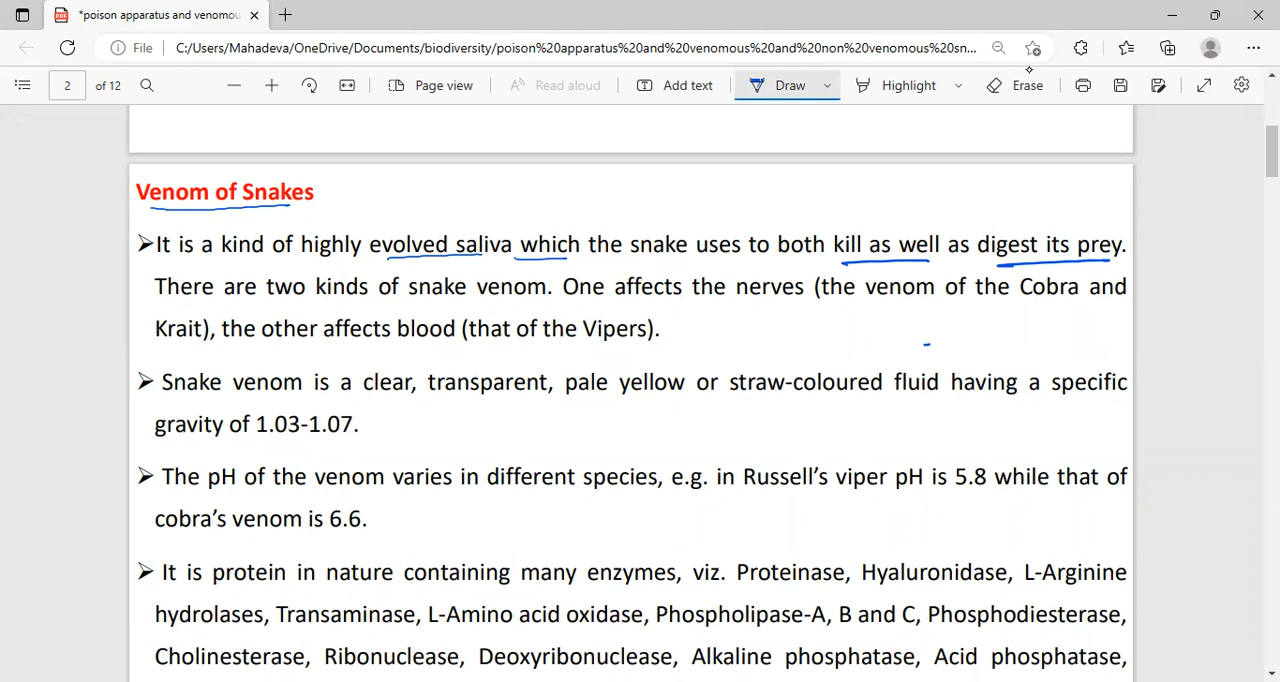 *poison apparatus and venomou
File
C:/Users/Mahadeva/OneDrive/Documents/biodiversity/poison%20apparatus%20and%20venomous%20and%20non%20venomous%20sn...
2 of 12
Page view
Read aloud
Add text
Draw
Highlight
Erase
Venom of Snakes
➢It is a kind of highly evolved saliva which the snake uses to both kill as well as digest its prey.
There are two kinds of snake venom. One affects the nerves (the venom of the Cobra and
Krait), the other affects blood (that of the Vipers).
➢ Snake venom is a clear, transparent, pale yellow or straw-coloured fluid having a specific
gravity of 1.03-1.07.
➢ The pH of the venom varies in different species, e.g. in Russell’s viper pH is 5.8 while that of
cobra’s venom is 6.6.
➢ It is protein in nature containing many enzymes, viz. Proteinase, Hyaluronidase, L-Arginine
hydrolases, Transaminase, L-Amino acid oxidase, Phospholipase-A, B and C, Phosphodiesterase,
Cholinesterase, Ribonuclease, Deoxyribonuclease, Alkaline phosphatase, Acid phosphatase,